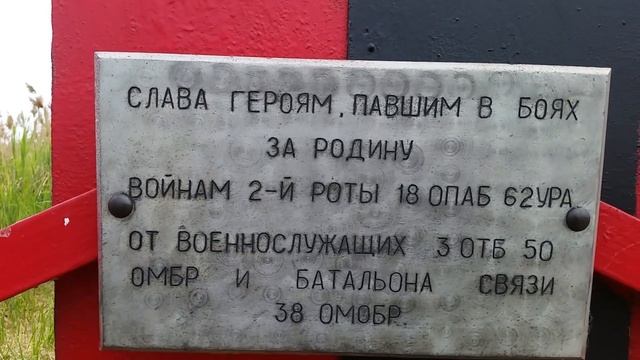 СЛАВА ГЕРОЯМ, ПАВШИМ В БОЯХ
ЗА РОДИНУ
ВОЙНАМ 2-Й РОТЫ 18 ОПАБ 62УРА
ОТ ВОЕННОСЛУЖАЩИХ 3 ОТБ 50
ОМБР И БАТАЛЬОНА СВЯЗИ
38 ОМОБР.